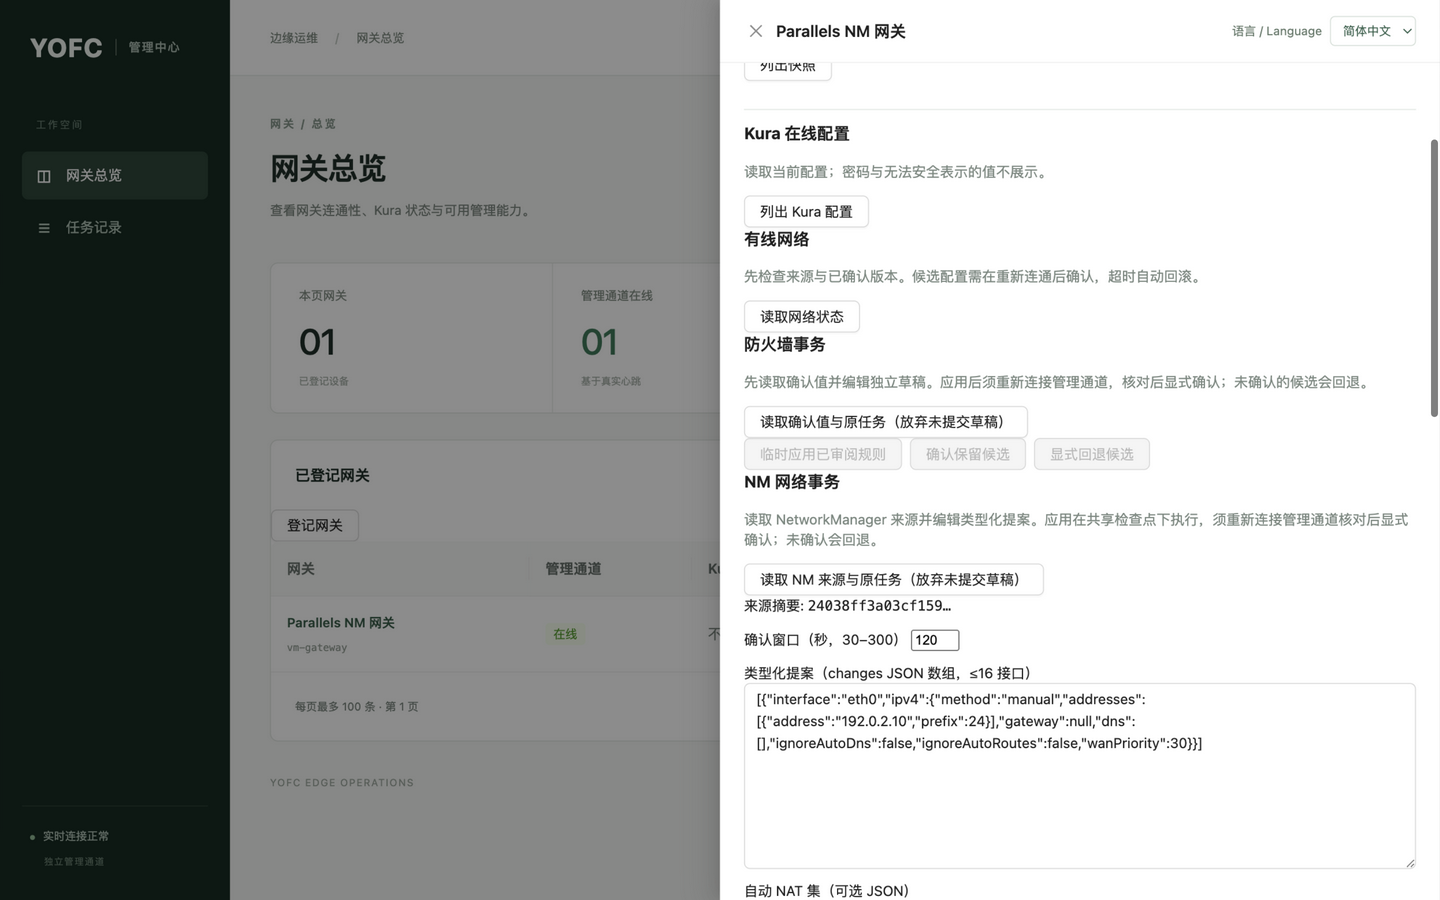 YOFC
管理中心
工作空间
网关总览
任务记录
实时连接正常
独立管理通道
边缘运维 / 网关总览
网关 / 总览
网关总览
查看网关连通性、Kura 状态与可用管理能力。
本页网关
01
已登记设备
管理通道在线
01
基于真实心跳
已登记网关
登记网关
网关
管理通道
Parallels NM 网关
vm-gateway
在线
每页最多 100 条 · 第 1 页
YOFC EDGE OPERATIONS
Parallels NM 网关
语言 / Language
简体中文
列出快照
Kura 在线配置
读取当前配置；密码与无法安全表示的值不展示。
列出 Kura 配置
有线网络
先检查来源与已确认版本。候选配置需在重新连通后确认，超时自动回滚。
读取网络状态
防火墙事务
先读取确认值并编辑独立草稿。应用后须重新连接管理通道，核对后显式确认；未确认的候选会回退。
读取确认值与原任务（放弃未提交草稿）
临时应用已审阅规则
确认保留候选
显式回退候选
NM 网络事务
读取 NetworkManager 来源并编辑类型化提案。应用在共享检查点下执行，须重新连接管理通道核对后显式
确认；未确认会回退。
读取 NM 来源与原任务（放弃未提交草稿）
来源摘要: 24038ff3a03cf159…
确认窗口（秒，30–300） 120
类型化提案（changes JSON 数组，≤16 接口）
[{"interface":"eth0","ipv4":{"method":"manual","addresses":
[{"address":"192.0.2.10","prefix":24}],"gateway":null,"dns":
[],"ignoreAutoDns":false,"ignoreAutoRoutes":false,"wanPriority":30}}]
自动 NAT 集（可选 JSON）